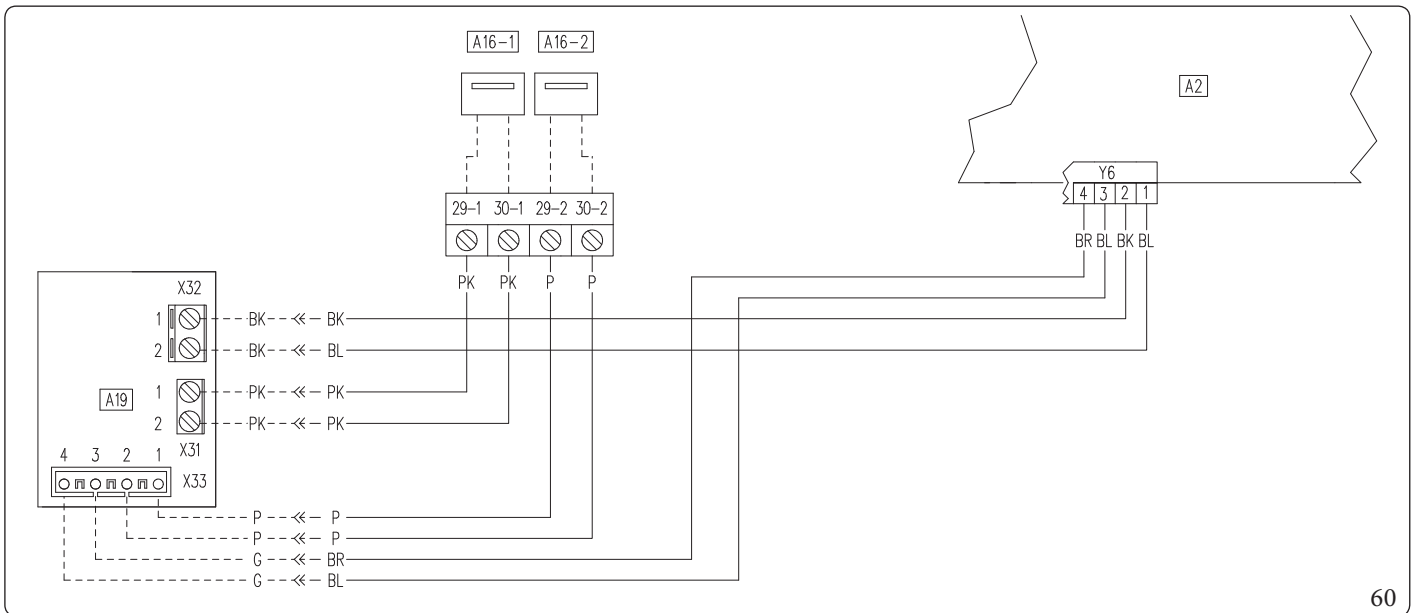 A16-1 A16-2
A2
Y6
4 3 2 1
29-1 30-1 29-2 30-2
BR BL BK BL
PK PK P P
X32
1 BK BK
2 BK BL
A19
1 PK PK
2 PK PK
X31
4 3 2 1
X33
P P
P P
G BR
G BL
60